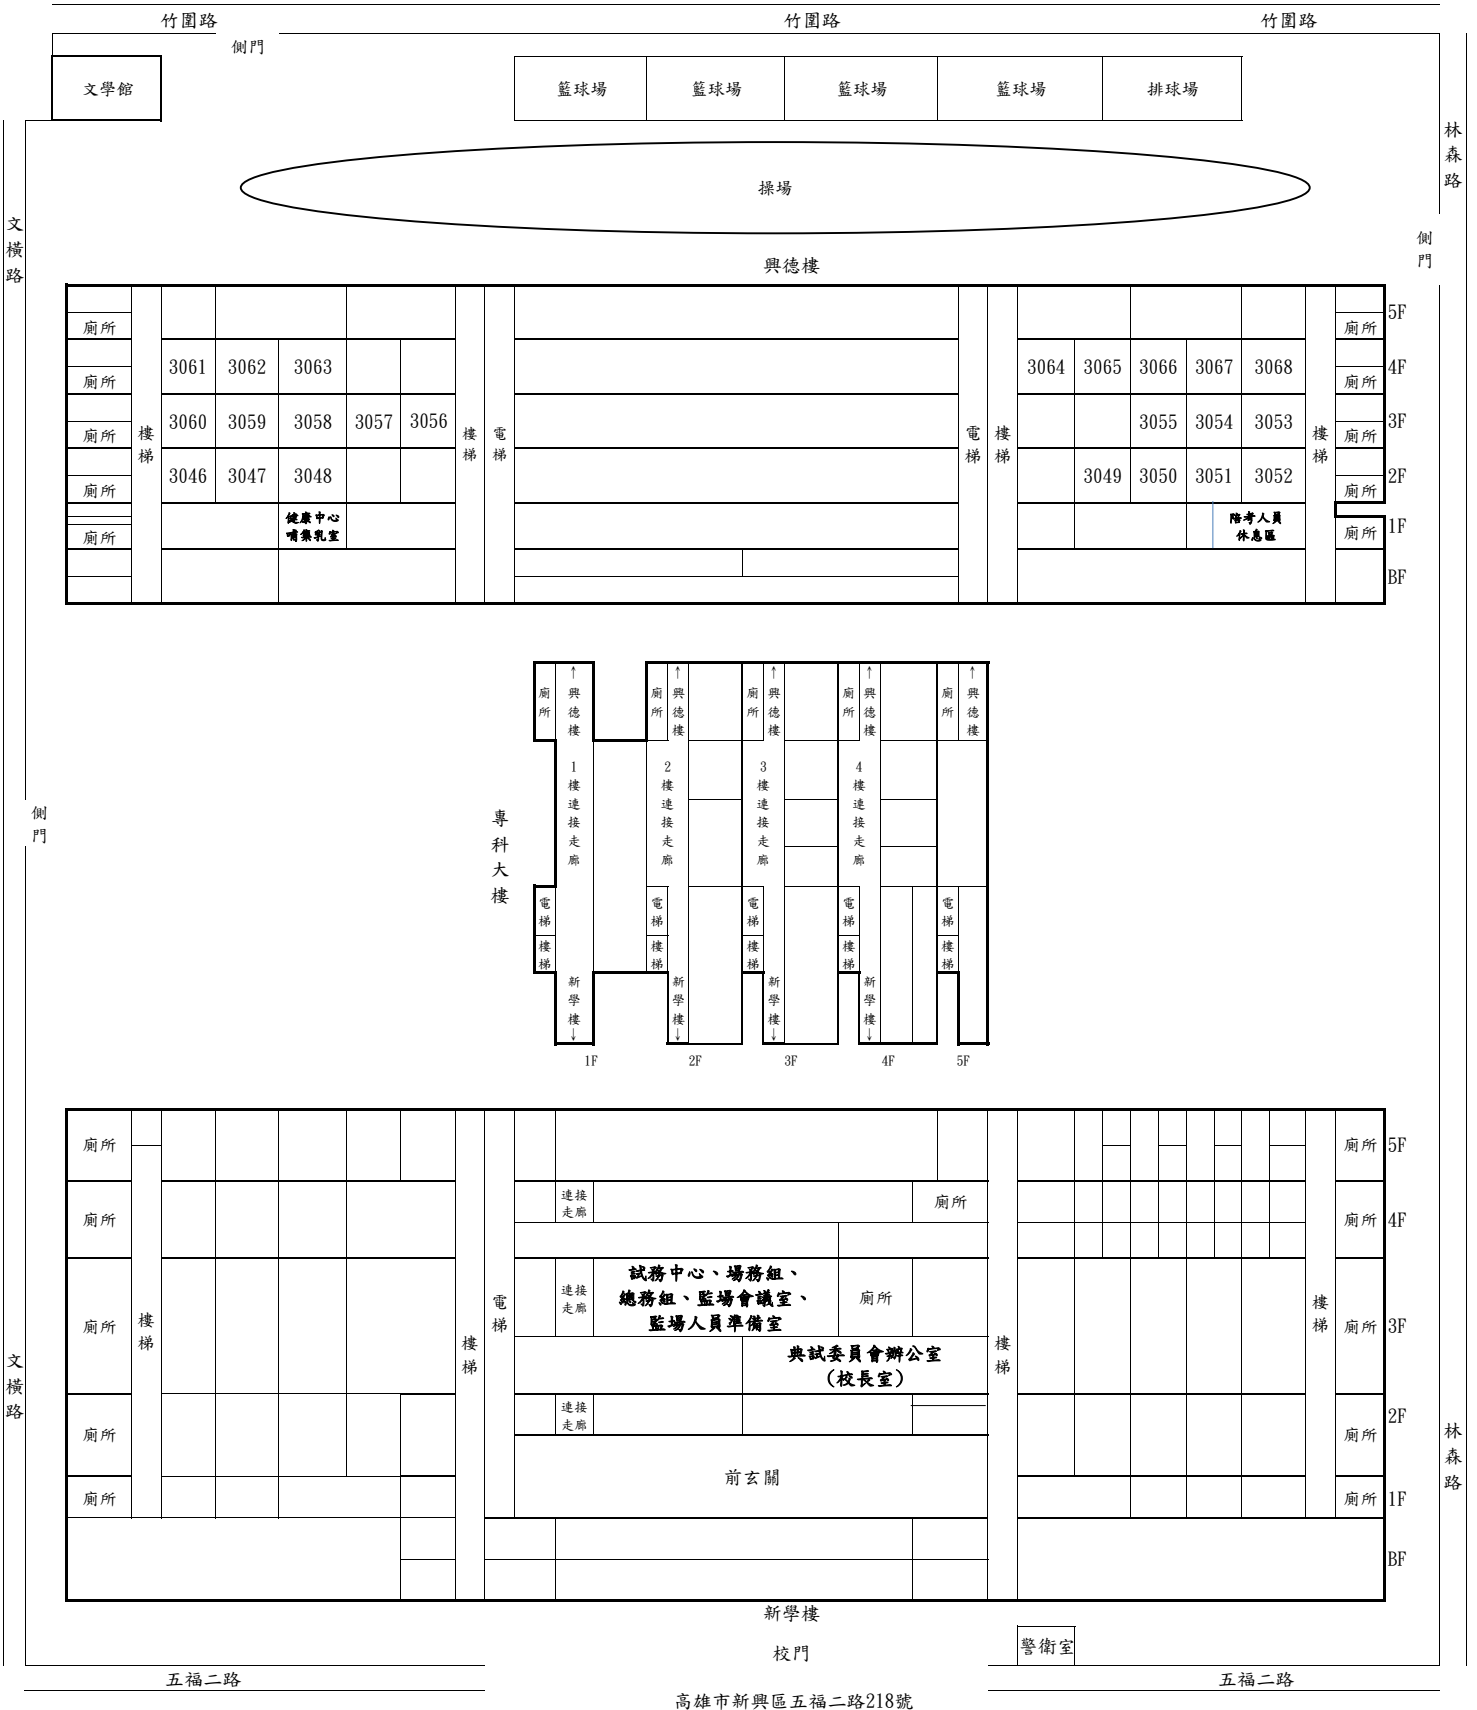 竹圍路 竹圍路 竹圍路
側門
文學館 籃球場 籃球場 籃球場 籃球場 排球場
林森路
操場
文橫路
側門
興德樓
廁所 廁所 5F
3061 3062 3063 3064 3065 3066 3067 3068 4F
廁所 廁所
3060 3059 3058 3057 3056 3055 3054 3053 3F
廁所 樓梯 樓梯 電梯 電梯 樓梯 樓梯 廁所
3046 3047 3048 3049 3050 3051 3052 2F
廁所 廁所
健康中心 陪考人員
哺集乳室 休息區
廁所 廁所 1F
BF
廁所 ↑興德樓 廁所 ↑興德樓 廁所 ↑興德樓 廁所 ↑興德樓 廁所 ↑興德樓
1樓連接走廊 2樓連接走廊 3樓連接走廊 4樓連接走廊
側門
專科大樓
電梯 電梯 電梯 電梯 電梯
樓梯 樓梯 樓梯 樓梯 樓梯
新學樓↓ 新學樓↓ 新學樓↓ 新學樓↓
1F 2F 3F 4F 5F
廁所 廁所 5F
連接
走廊
廁所
廁所 廁所 4F
連接
走廊
試務中心、場務組、
總務組、監場會議室、
監場人員準備室
廁所
廁所 樓梯 樓梯 電梯 樓梯 樓梯 廁所 3F
典試委員會辦公室
(校長室)
文橫路
連接
走廊
廁所 廁所 2F
林森路
前玄關
廁所 廁所 1F
BF
新學樓
校門
警衛室
五福二路 五福二路
高雄市新興區五福二路218號